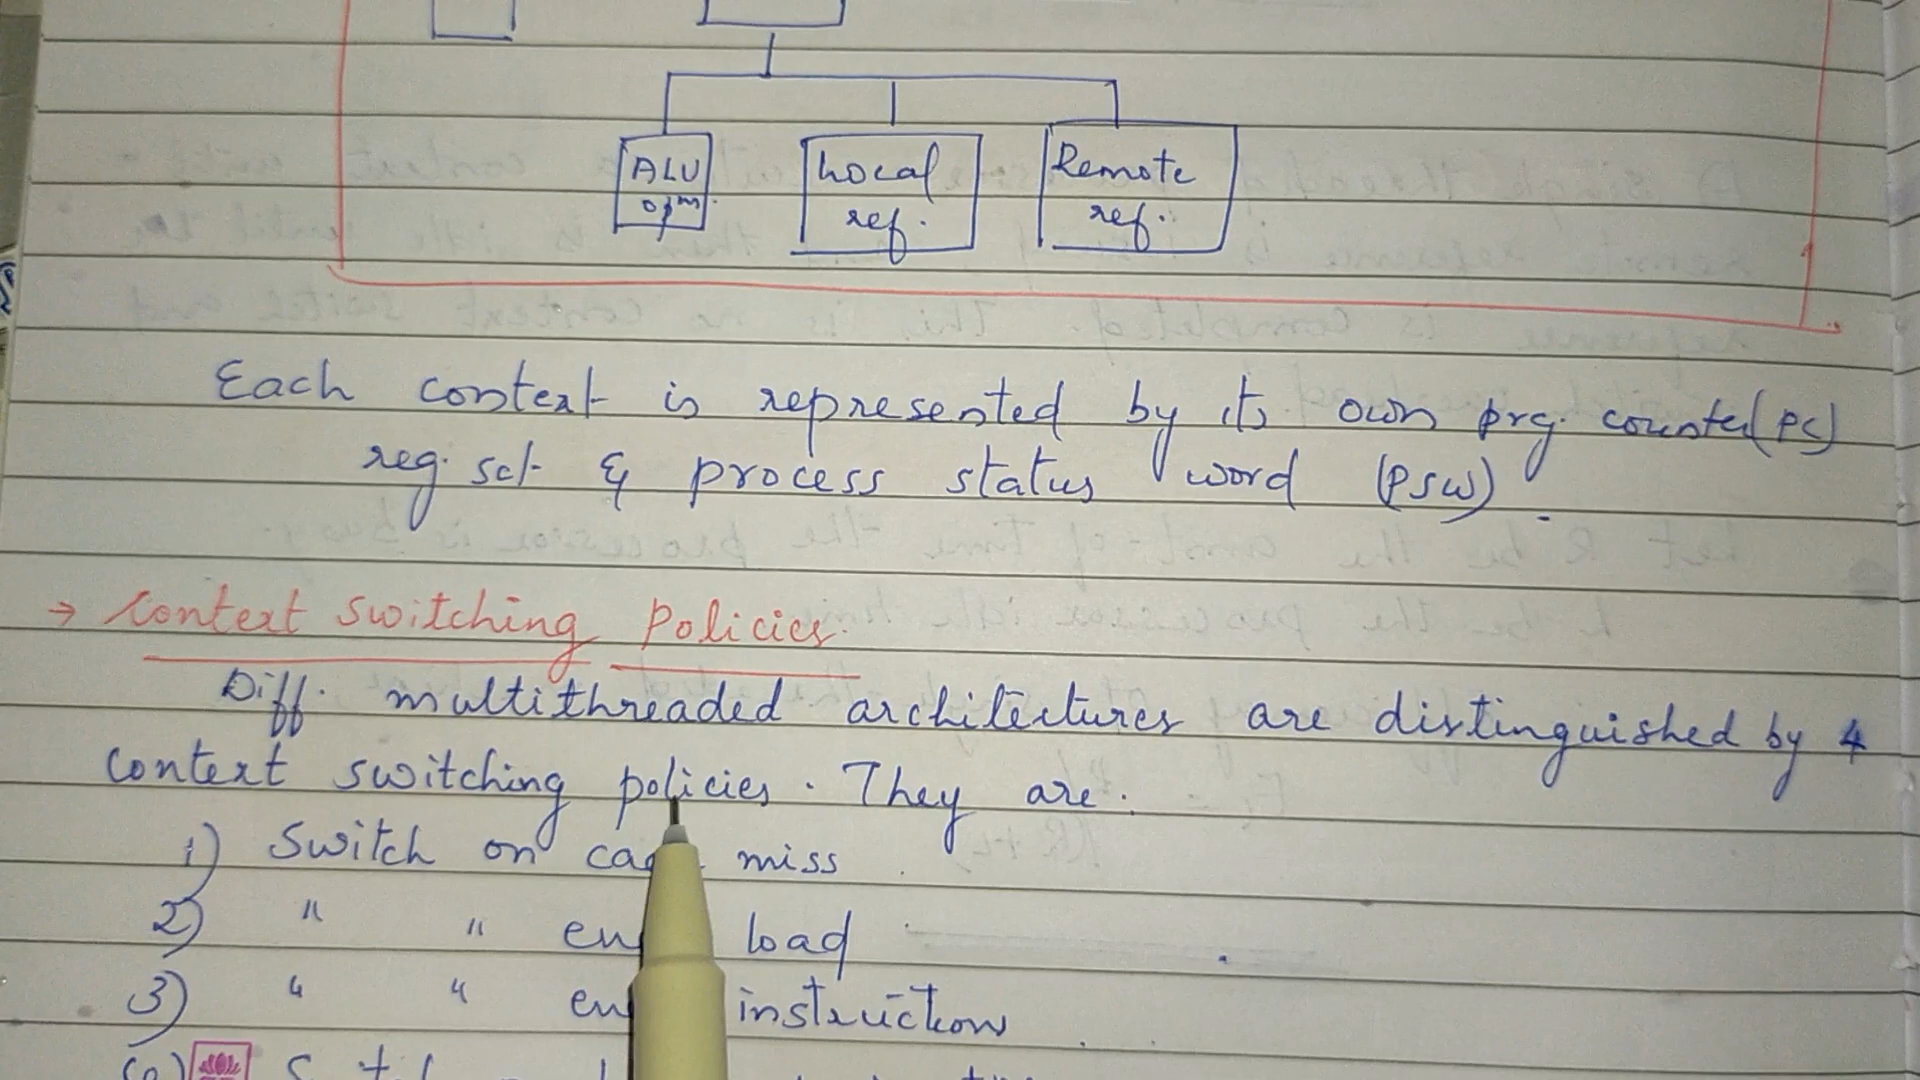 ALU
opn.
Local
ref.
Remote
ref.
Each context is represented by its own prg. counter (PC)
reg. set & process status word (PSW).
→ Context switching Policies.
Diff. multithreaded architectures are distinguished by 4
context switching policies. They are.
1) Switch on miss
2) " " load
3) " " instruction